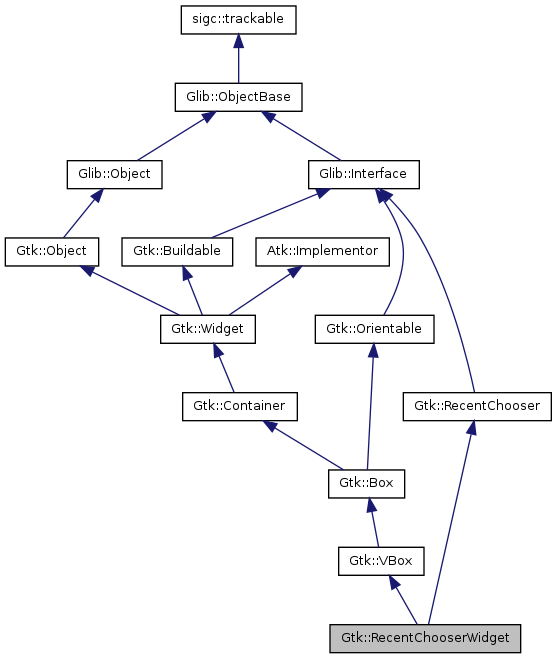 sigc::trackable
Glib::ObjectBase
Glib::Object
Glib::Interface
Gtk::Object
Gtk::Buildable
Atk::Implementor
Gtk::Widget
Gtk::Orientable
Gtk::Container
Gtk::RecentChooser
Gtk::Box
Gtk::VBox
Gtk::RecentChooserWidget